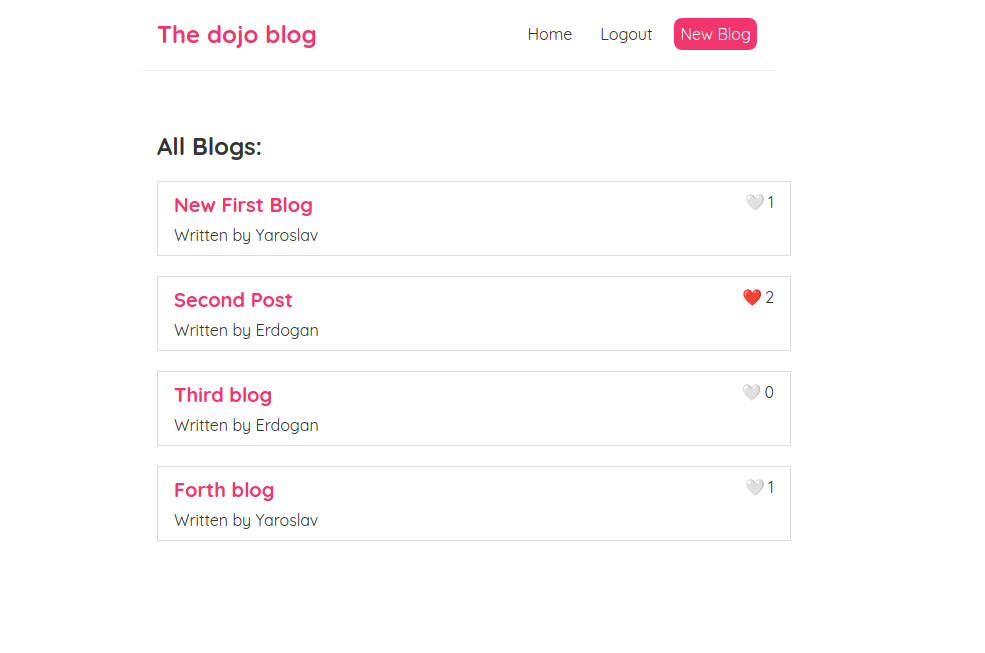 The dojo blog Home Logout New Blog
All Blogs:
New First Blog 🤍 1
Written by Yaroslav
Second Post ❤️ 2
Written by Erdogan
Third blog 🤍 0
Written by Erdogan
Forth blog 🤍 1
Written by Yaroslav